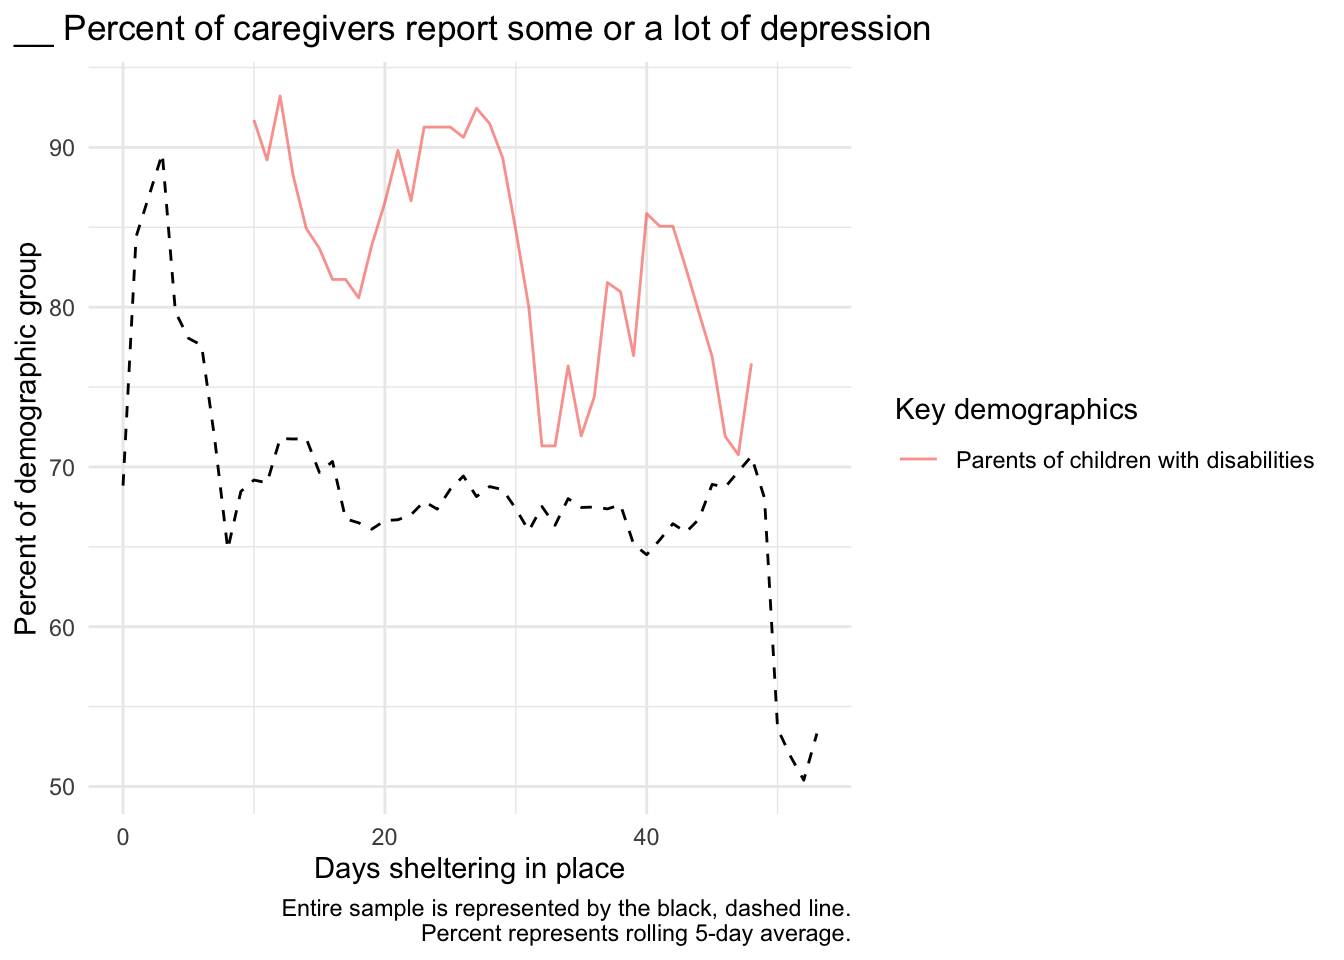 __ Percent of caregivers report some or a lot of depression
Percent of demographic group
90
80
70
60
50
0
20
40
Days sheltering in place
Key demographics
Parents of children with disabilities
Entire sample is represented by the black, dashed line.
Percent represents rolling 5-day average.